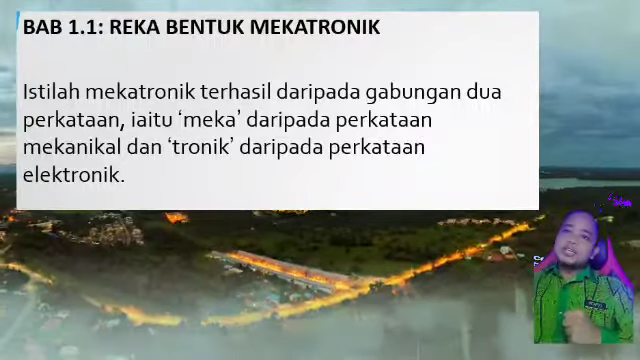 BAB 1.1: REKA BENTUK MEKATRONIK
Istilah mekatronik terhasil daripada gabungan dua
perkataan, iaitu ‘meka’ daripada perkataan
mekanikal dan ‘tronik’ daripada perkataan
elektronik.